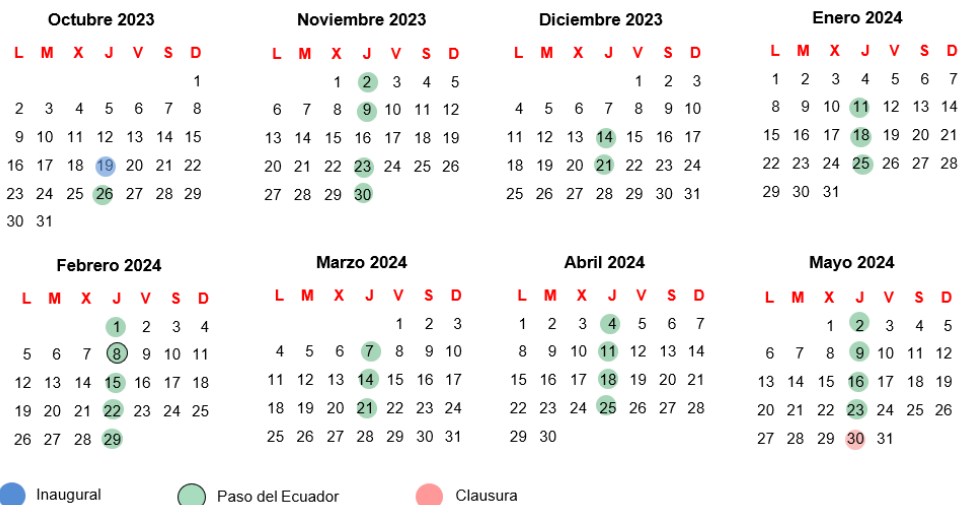 Octubre 2023
L M X J V S D
1
2 3 4 5 6 7 8
9 10 11 12 13 14 15
16 17 18 19 20 21 22
23 24 25 26 27 28 29
30 31
Noviembre 2023
L M X J V S D
1 2 3 4 5
6 7 8 9 10 11 12
13 14 15 16 17 18 19
20 21 22 23 24 25 26
27 28 29 30
Diciembre 2023
L M X J V S D
1 2 3
4 5 6 7 8 9 10
11 12 13 14 15 16 17
18 19 20 21 22 23 24
25 26 27 28 29 30 31
Enero 2024
L M X J V S D
1 2 3 4 5 6 7
8 9 10 11 12 13 14
15 16 17 18 19 20 21
22 23 24 25 26 27 28
29 30 31
Febrero 2024
L M X J V S D
1 2 3 4
5 6 7 8 9 10 11
12 13 14 15 16 17 18
19 20 21 22 23 24 25
26 27 28 29
Marzo 2024
L M X J V S D
1 2 3
4 5 6 7 8 9 10
11 12 13 14 15 16 17
18 19 20 21 22 23 24
25 26 27 28 29 30 31
Abril 2024
L M X J V S D
1 2 3 4 5 6 7
8 9 10 11 12 13 14
15 16 17 18 19 20 21
22 23 24 25 26 27 28
29 30
Mayo 2024
L M X J V S D
1 2 3 4 5
6 7 8 9 10 11 12
13 14 15 16 17 18 19
20 21 22 23 24 25 26
27 28 29 30 31
Inaugural
Paso del Ecuador
Clausura